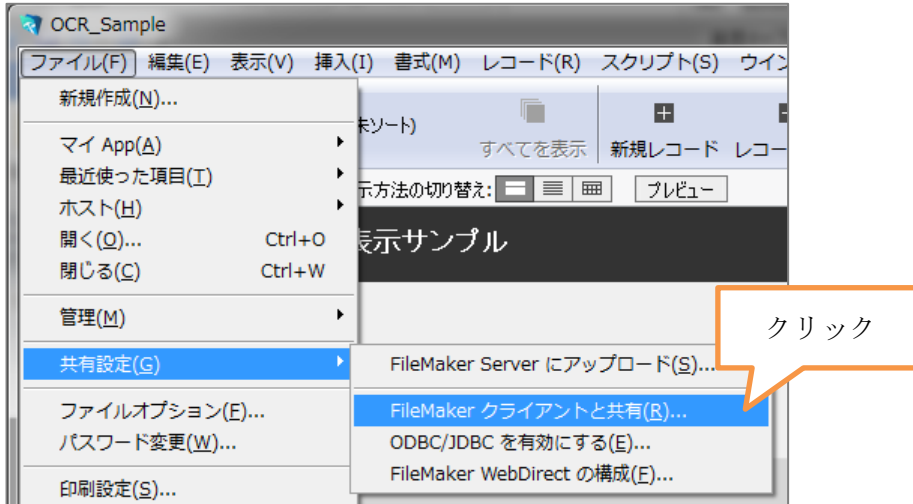 OCR_Sample
ファイル(F) 編集(E) 表示(V) 挿入(I) 書式(M) レコード(R) スクリプト(S) ウイン
新規作成(N)...
マイ App(A)
最近使った項目(T)
ホスト(H)
開く(O)... Ctrl+O
閉じる(C) Ctrl+W
管理(M)
共有設定(G)
ファイルオプション(F)...
パスワード変更(W)...
印刷設定(S)...
未ソート)
すべてを表示 新規レコード レコー
示方法の切り替え: プレビュー
表示サンプル
FileMaker Server にアップロード(S)...
FileMaker クライアントと共有(R)...
ODBC/JDBC を有効にする(E)...
FileMaker WebDirect の構成(F)...
クリック